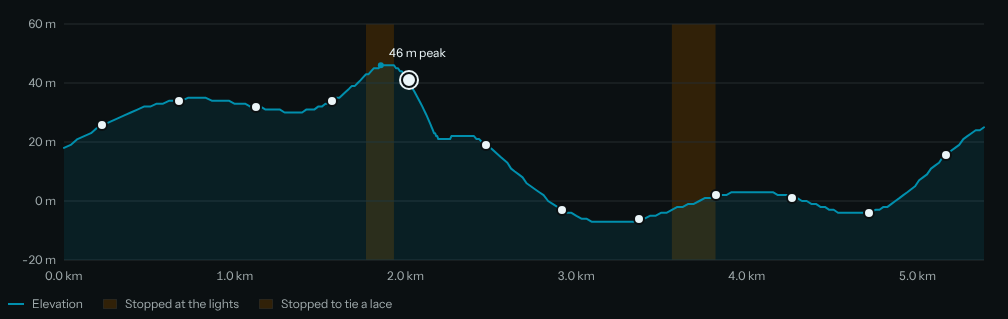 60 m
46 m peak
40 m
20 m
0 m
-20 m
0.0 km 1.0 km 2.0 km 3.0 km 4.0 km 5.0 km
Elevation Stopped at the lights Stopped to tie a lace